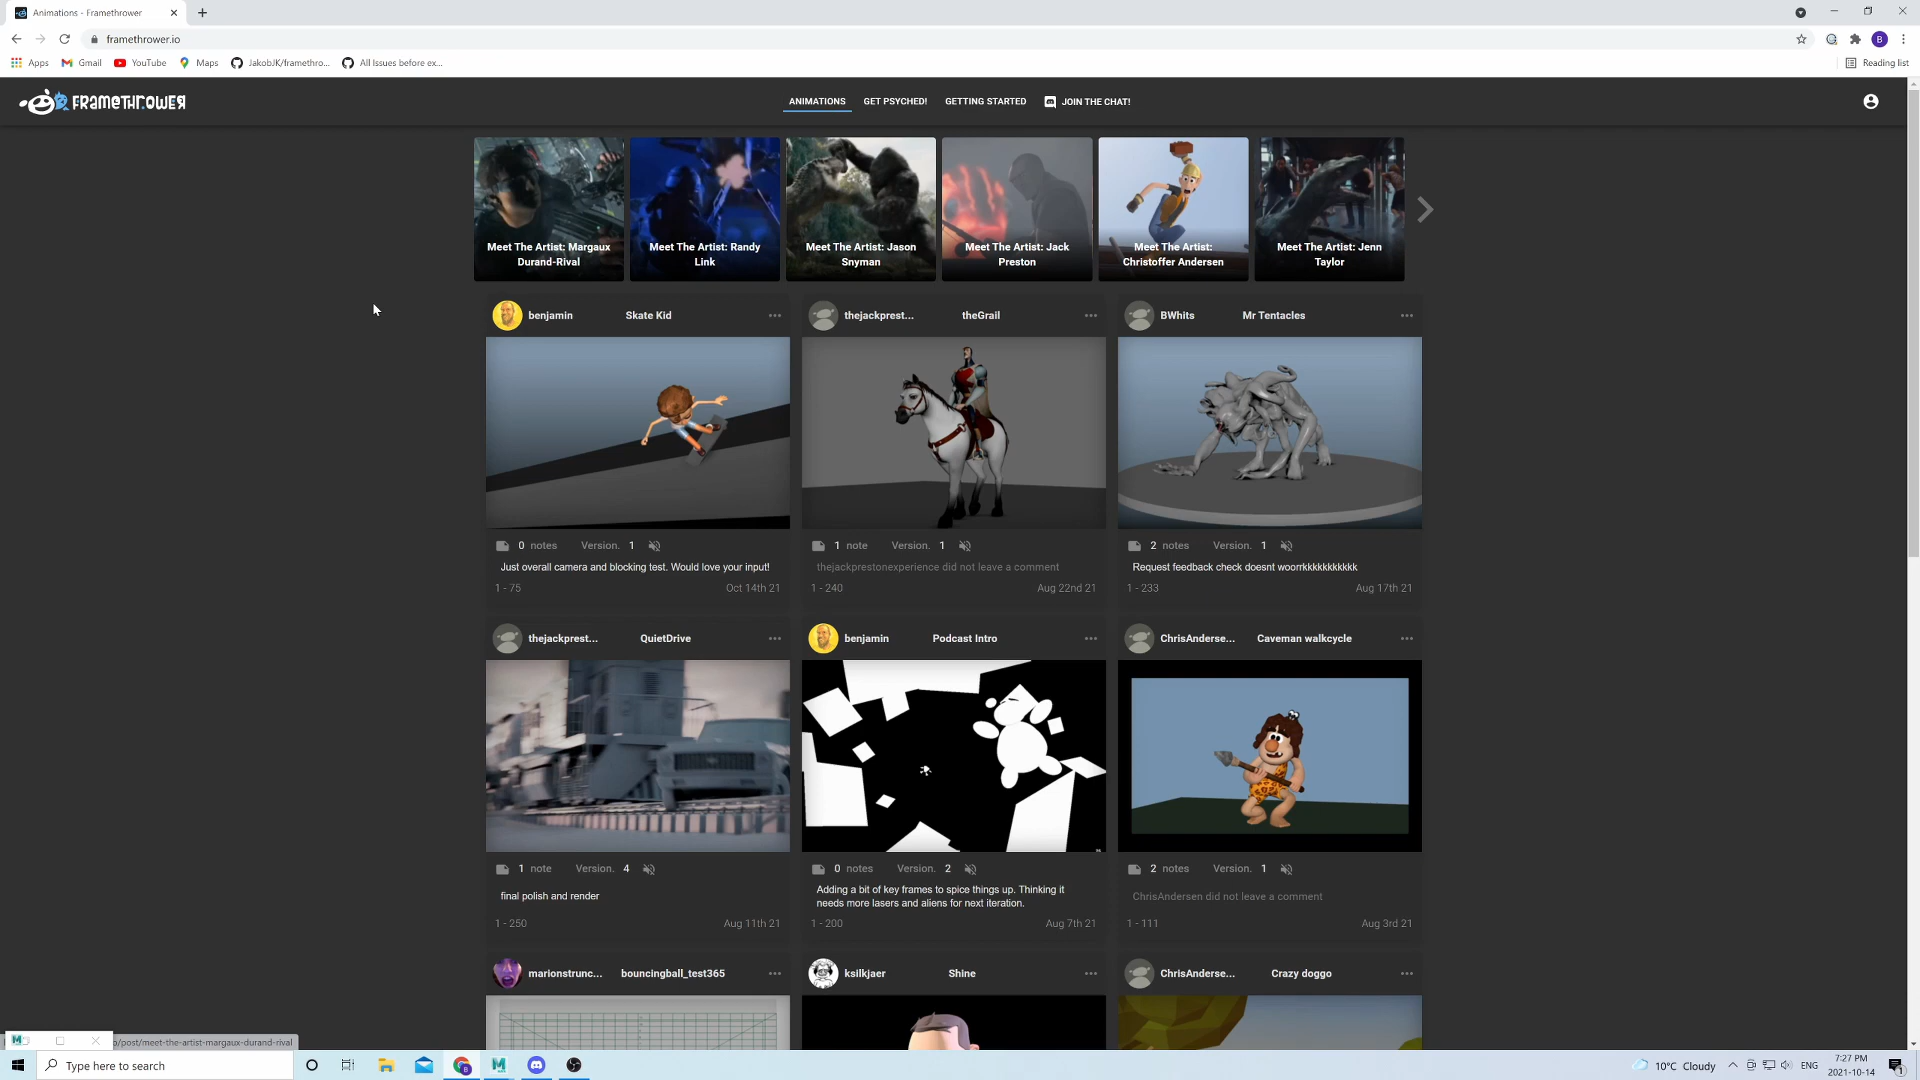 Animations - Framethrower
framethrower.io
Apps Gmail YouTube Maps JakobJK/framethro... All Issues before ex... Reading list
FRAMETHROWER
ANIMATIONS GET PSYCHED! GETTING STARTED JOIN THE CHAT!
Meet The Artist: Margaux
Durand-Rival
Meet The Artist: Randy
Link
Meet The Artist: Jason
Snyman
Meet The Artist: Jack
Preston
Meet The Artist:
Christoffer Andersen
Meet The Artist: Jenn
Taylor
benjamin Skate Kid
0 notes Version. 1
Just overall camera and blocking test. Would love your input!
1 - 75 Oct 14th 21
thejackprest... theGrail
1 note Version. 1
thejackprestonexperience did not leave a comment
1 - 240 Aug 22nd 21
BWhits Mr Tentacles
2 notes Version. 1
Request feedback check doesnt woorrkkkkkkkkkkk
1 - 233 Aug 17th 21
thejackprest... QuietDrive
1 note Version. 4
final polish and render
1 - 250 Aug 11th 21
benjamin Podcast Intro
0 notes Version. 2
Adding a bit of key frames to spice things up. Thinking it
needs more lasers and aliens for next iteration.
1 - 200 Aug 7th 21
ChrisAnderse... Caveman walkcycle
2 notes Version. 1
ChrisAndersen did not leave a comment
1 - 111 Aug 3rd 21
marionstrunc... bouncingball_test365
ksilkjaer Shine
ChrisAnderse... Crazy doggo
o/post/meet-the-artist-margaux-durand-rival
Type here to search
10°C Cloudy ENG
7:27 PM
2021-10-14